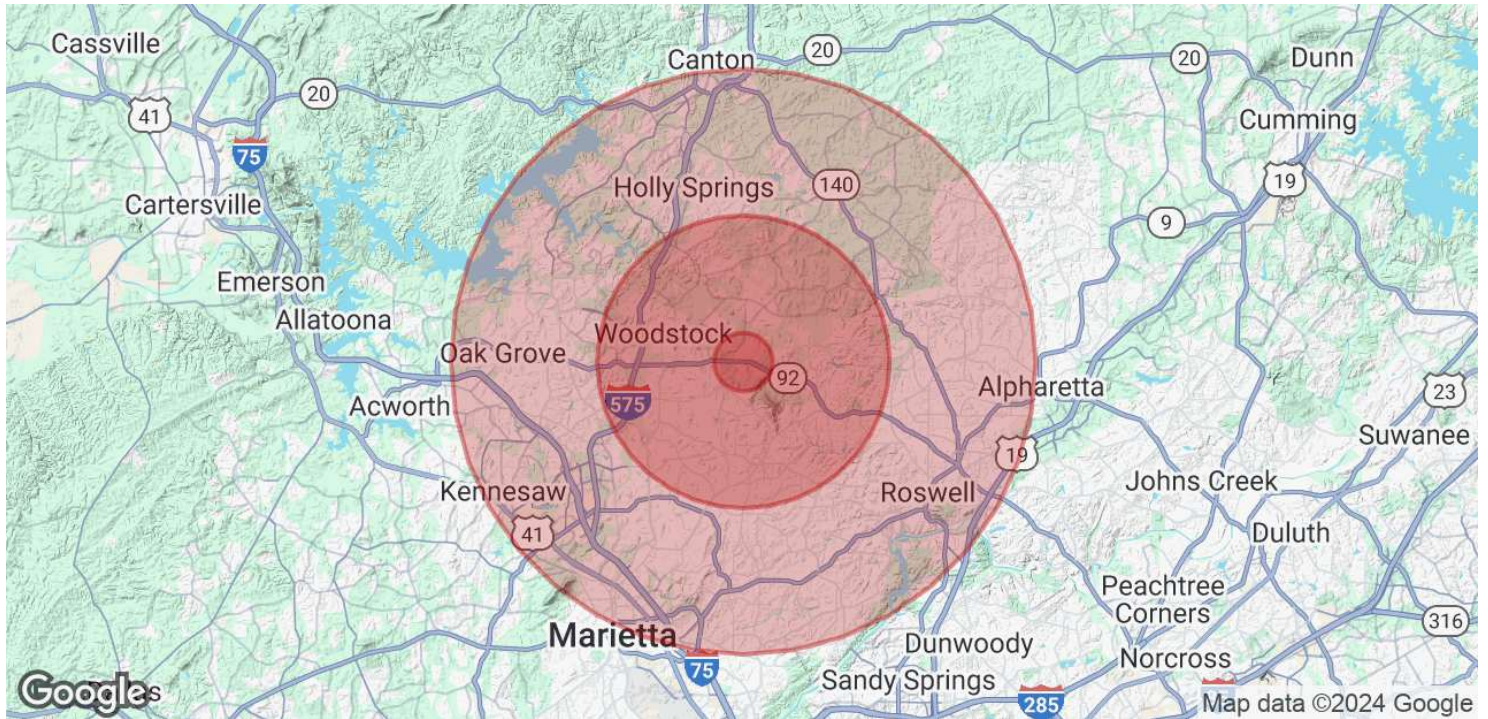 Cassville
Canton
20
20
Dunn
41
20
Cumming
75
Holly Springs
140
19
Cartersville
9
Emerson
Allatoona
Woodstock
Oak Grove
92
Alpharetta
575
23
Acworth
Suwanee
19
Kennesaw
Roswell
Johns Creek
41
Duluth
Peachtree
Corners
316
Marietta
Dunwoody
75
Norcross
Sandy Springs
285
Google
Map data ©2024 Google